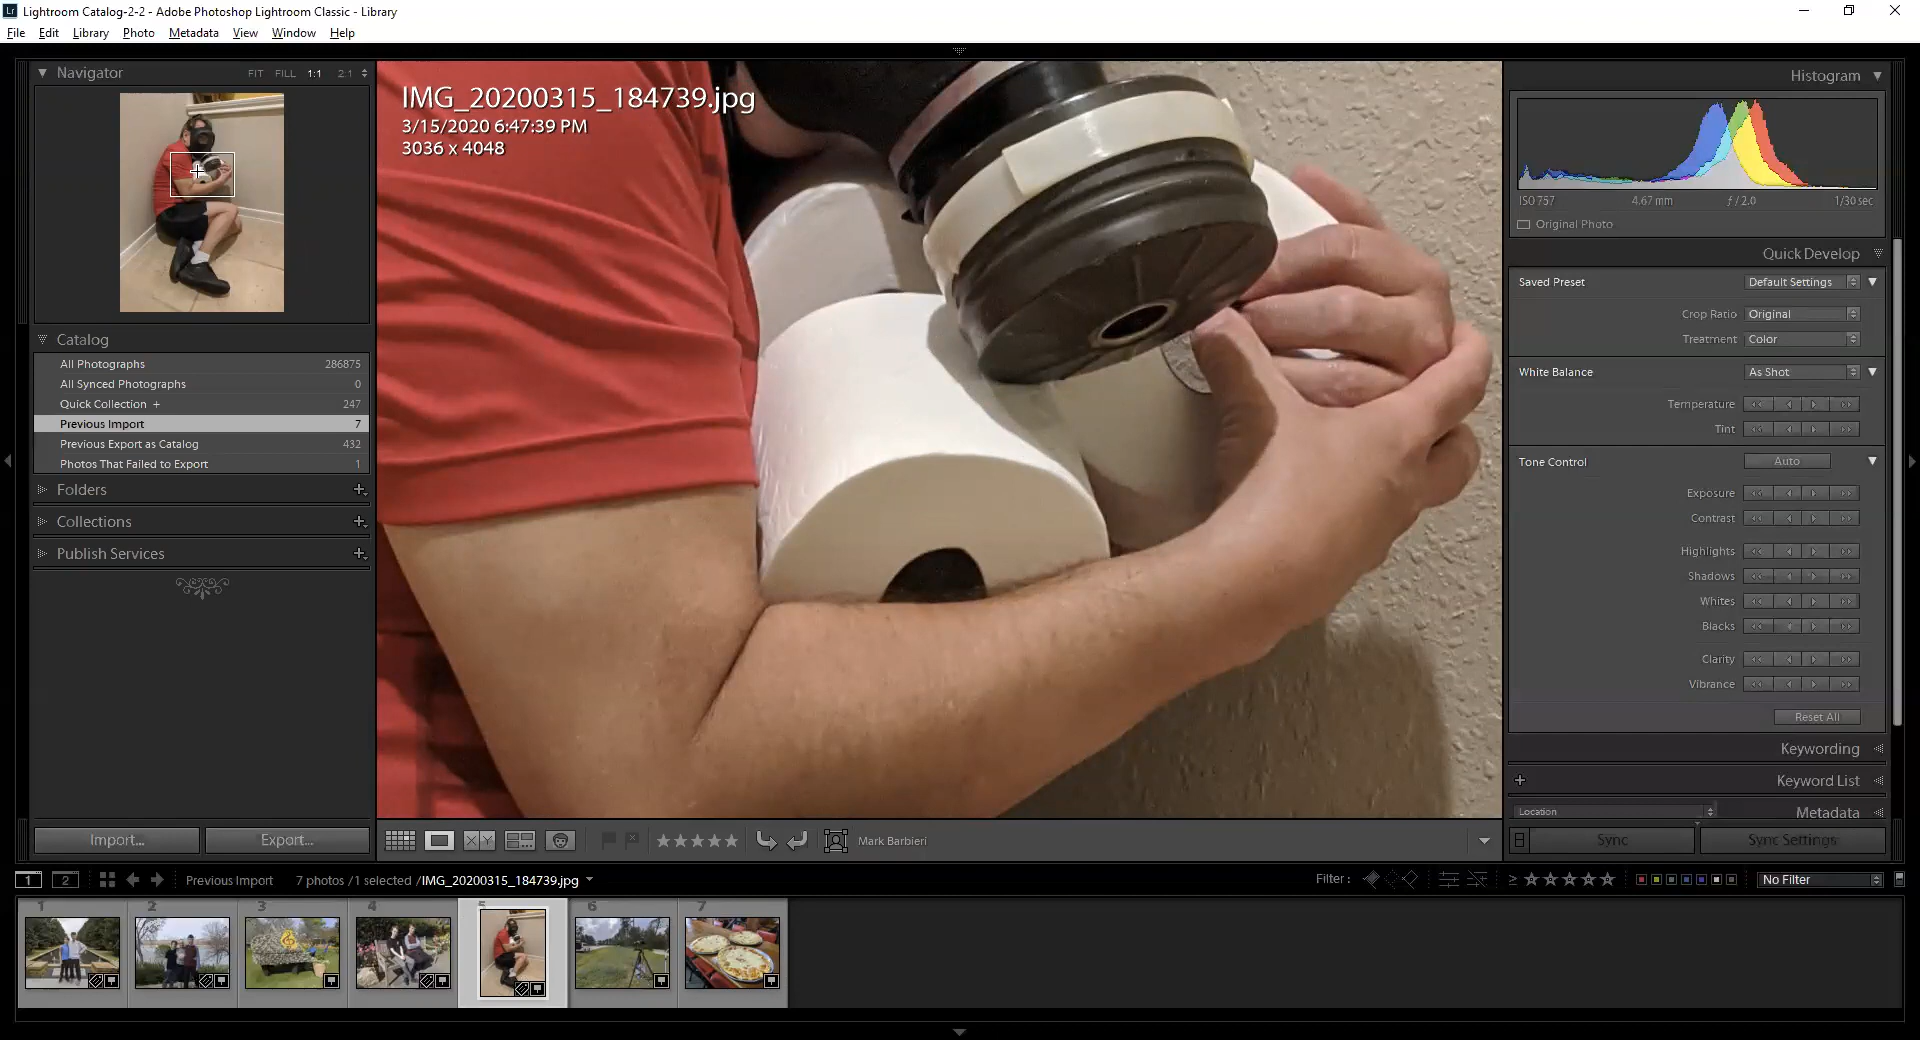 Lr Lightroom Catalog-2-2 - Adobe Photoshop Lightroom Classic - Library
File Edit Library Photo Metadata View Window Help
Navigator FIT FILL 1:1 2:1
Catalog
All Photographs 286875
All Synced Photographs 0
Quick Collection + 247
Previous Import 7
Previous Export as Catalog 432
Photos That Failed to Export 1
Folders
Collections
Publish Services
Import... Export...
IMG_20200315_184739.jpg
3/15/2020 6:47:39 PM
3036 x 4048
Histogram
ISO 757 4.67 mm ƒ / 2.0 1/30 sec
Original Photo
Quick Develop
Saved Preset Default Settings
Crop Ratio Original
Treatment Color
White Balance As Shot
Temperature
Tint
Tone Control Auto
Exposure
Contrast
Highlights
Shadows
Whites
Blacks
Clarity
Vibrance
Reset All
Keywording
Keyword List
Location Metadata
Sync Sync Settings
X Y Mark Barbieri
1 2 Previous Import 7 photos / 1 selected / IMG_20200315_184739.jpg Filter : ≥ No Filter
1 2 3 4 5 6 7